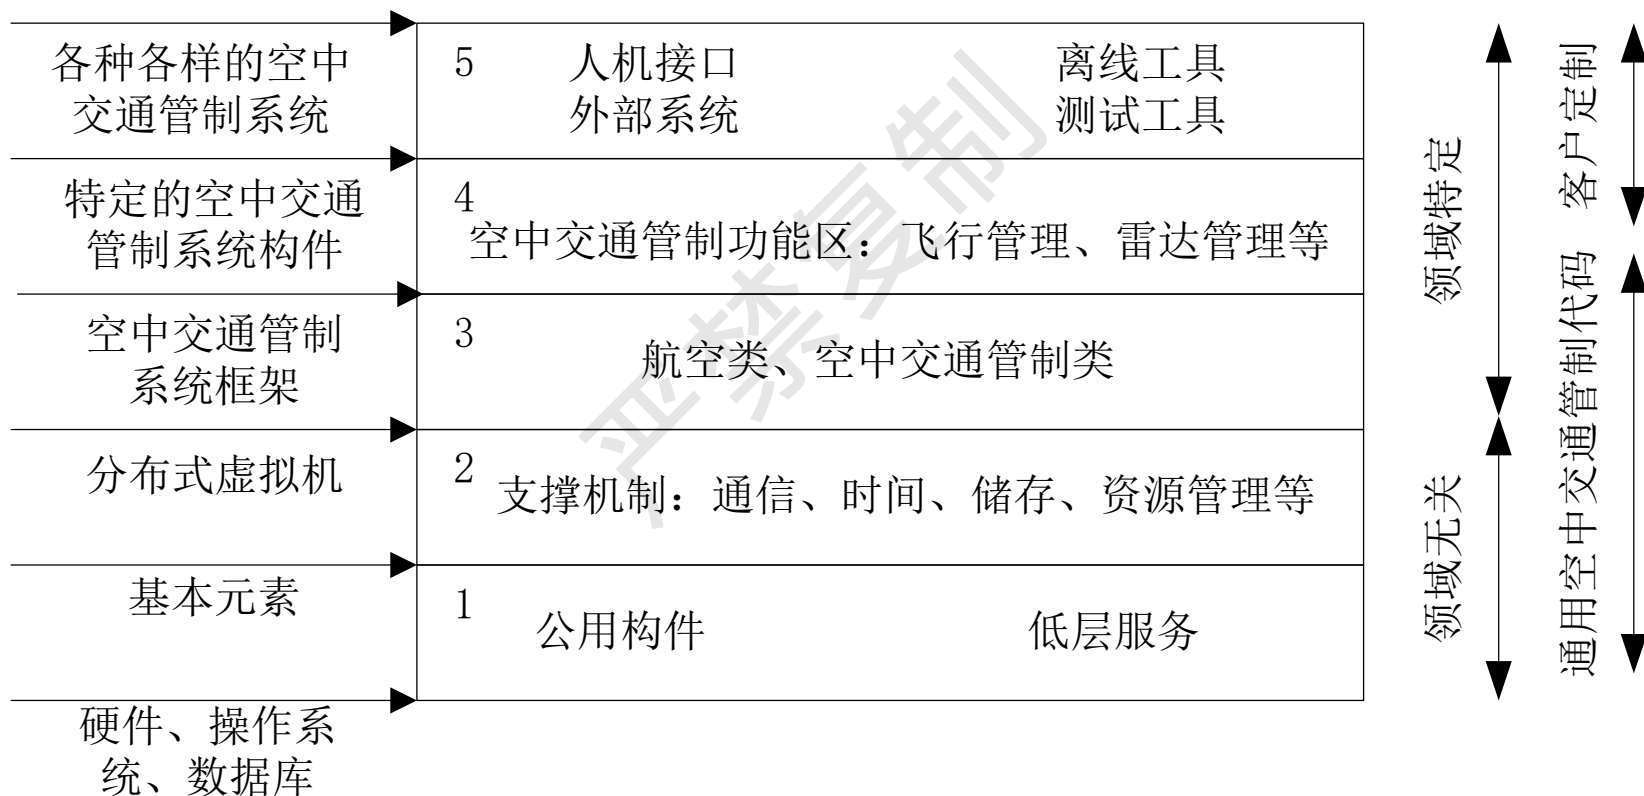 各种各样的空中
交通管制系统
5
人机接口
外部系统
离线工具
测试工具
特定的空中交通
管制系统构件
4
空中交通管制功能区：飞行管理、雷达管理等
空中交通管制
系统框架
3
航空类、空中交通管制类
分布式虚拟机
2
支撑机制：通信、时间、储存、资源管理等
基本元素
1
公用构件
低层服务
硬件、操作系
统、数据库
领域特定
领域无关
客户定制
通用空中交通管制代码
严禁复制